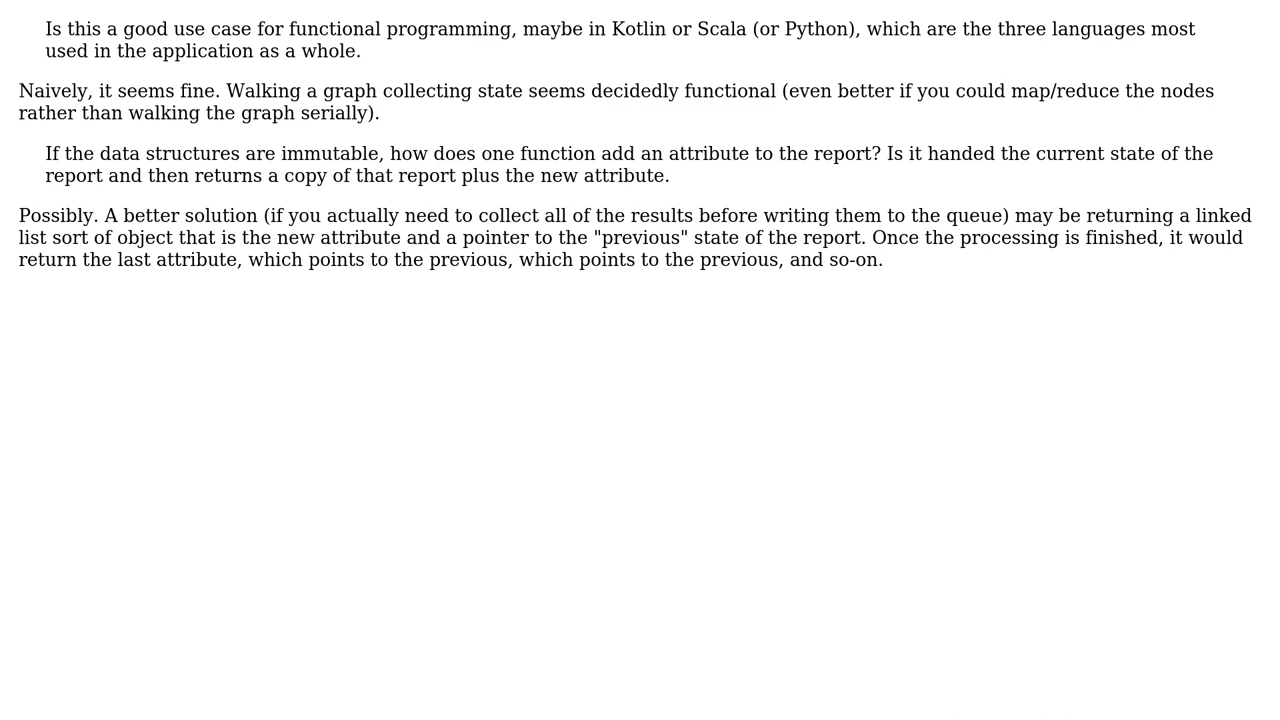 Is this a good use case for functional programming, maybe in Kotlin or Scala (or Python), which are the three languages most
used in the application as a whole.
Naively, it seems fine. Walking a graph collecting state seems decidedly functional (even better if you could map/reduce the nodes
rather than walking the graph serially).
If the data structures are immutable, how does one function add an attribute to the report? Is it handed the current state of the
report and then returns a copy of that report plus the new attribute.
Possibly. A better solution (if you actually need to collect all of the results before writing them to the queue) may be returning a linked
list sort of object that is the new attribute and a pointer to the "previous" state of the report. Once the processing is finished, it would
return the last attribute, which points to the previous, which points to the previous, and so-on.